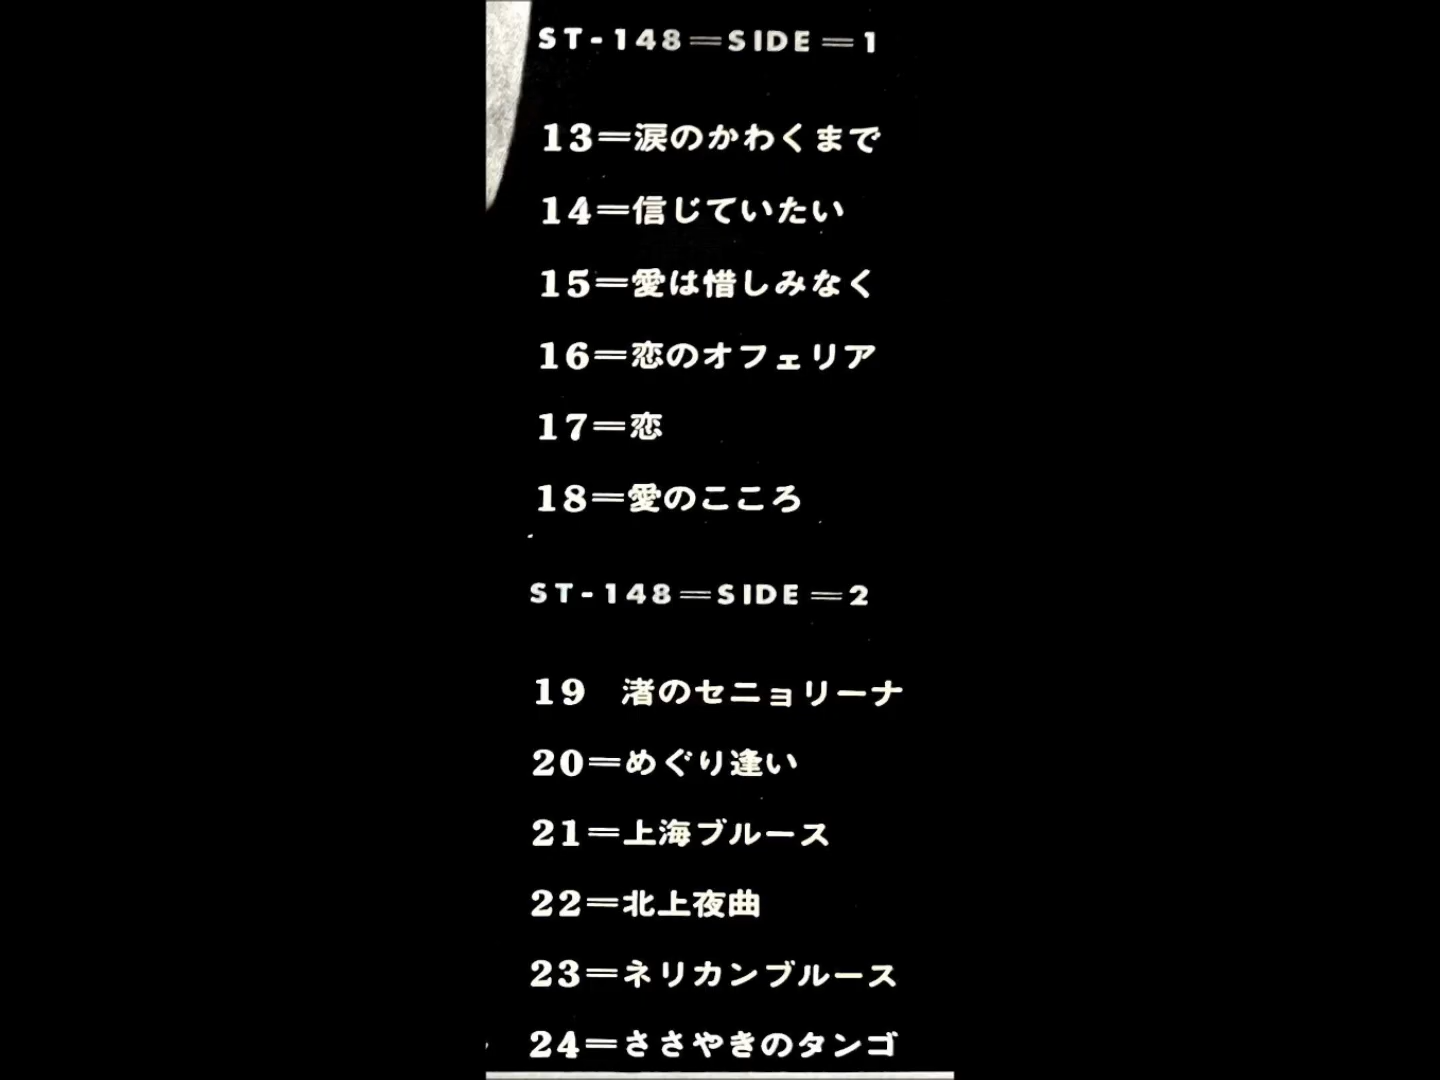 ST-148=SIDE=1
13=涙のかわくまで
14=信じていたい
15=愛は惜しみなく
16=恋のオフェリア
17=恋
18=愛のこころ
ST-148=SIDE=2
19 渚のセニョリーナ
20=めぐり逢い
21=上海ブルース
22=北上夜曲
23=ネリカンブルース
24=ささやきのタンゴ